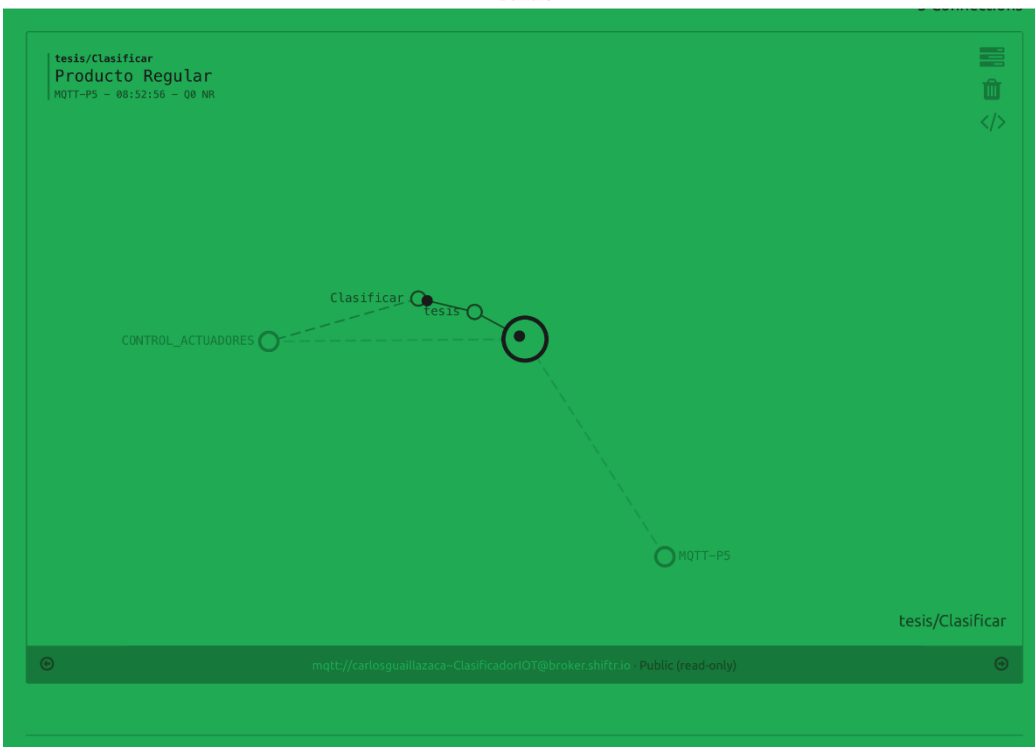 Connections
tesis/Clasificar
Producto Regular
MQTT-P5 - 08:52:56 - Q0 NR
</>
Clasificar
tesis
CONTROL_ACTUADORES
MQTT-P5
tesis/Clasificar
mqtt://carlosguaillazaca-ClasificadorIOT@broker.shiftr.io - Public (read-only)